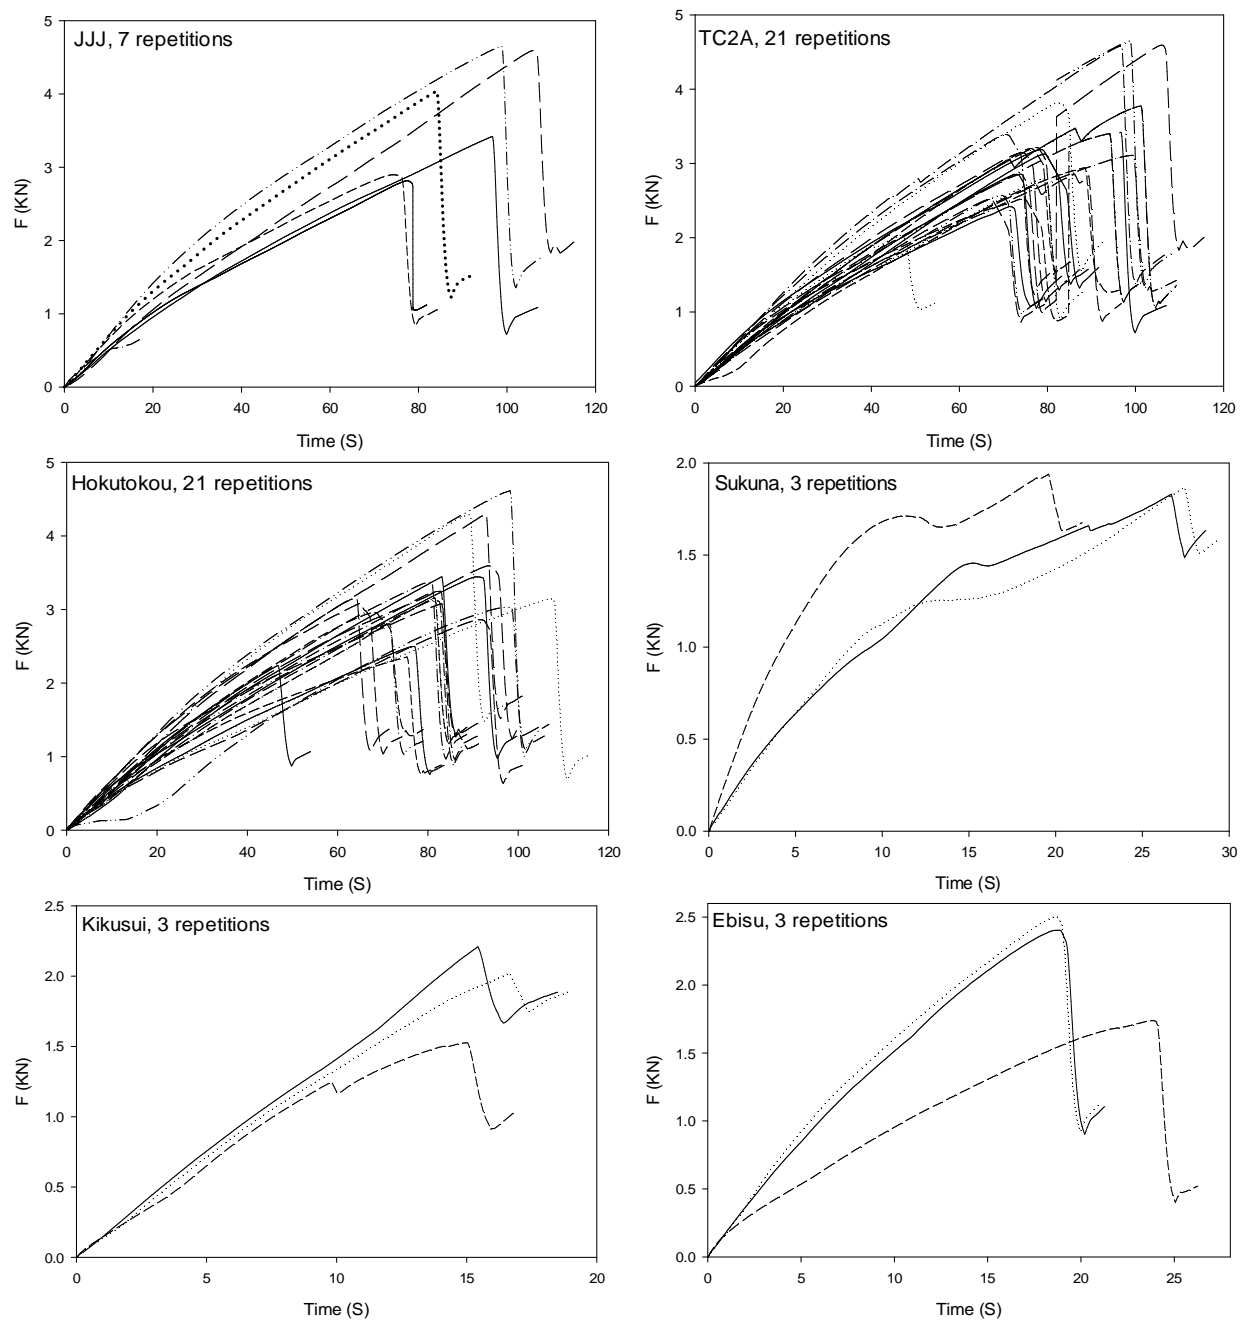 JJJ, 7 repetitions
5
4
3
2
1
0
F (KN)
0 20 40 60 80 100 120
Time (S)
TC2A, 21 repetitions
5
4
3
2
1
0
F (KN)
0 20 40 60 80 100 120
Time (S)
Hokutokou, 21 repetitions
5
4
3
2
1
0
F (KN)
0 20 40 60 80 100 120
Time (S)
Sukuna, 3 repetitions
2.0
1.5
1.0
0.5
0.0
F (KN)
0 5 10 15 20 25 30
Time (S)
Kikusui, 3 repetitions
2.5
2.0
1.5
1.0
0.5
0.0
F (KN)
0 5 10 15 20
Time (S)
Ebisu, 3 repetitions
2.5
2.0
1.5
1.0
0.5
0.0
F (KN)
0 5 10 15 20 25
Time (S)